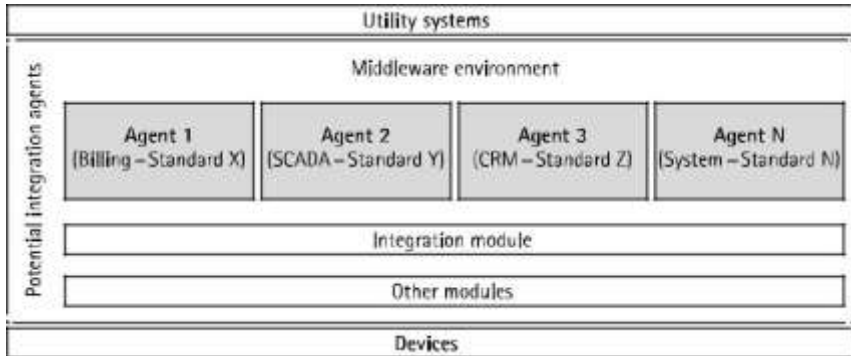 Utility systems
Potential integration agents
Middleware environment
Agent 1
(Billing – Standard X)
Agent 2
(SCADA – Standard Y)
Agent 3
(CRM – Standard Z)
Agent N
(System – Standard N)
Integration module
Other modules
Devices